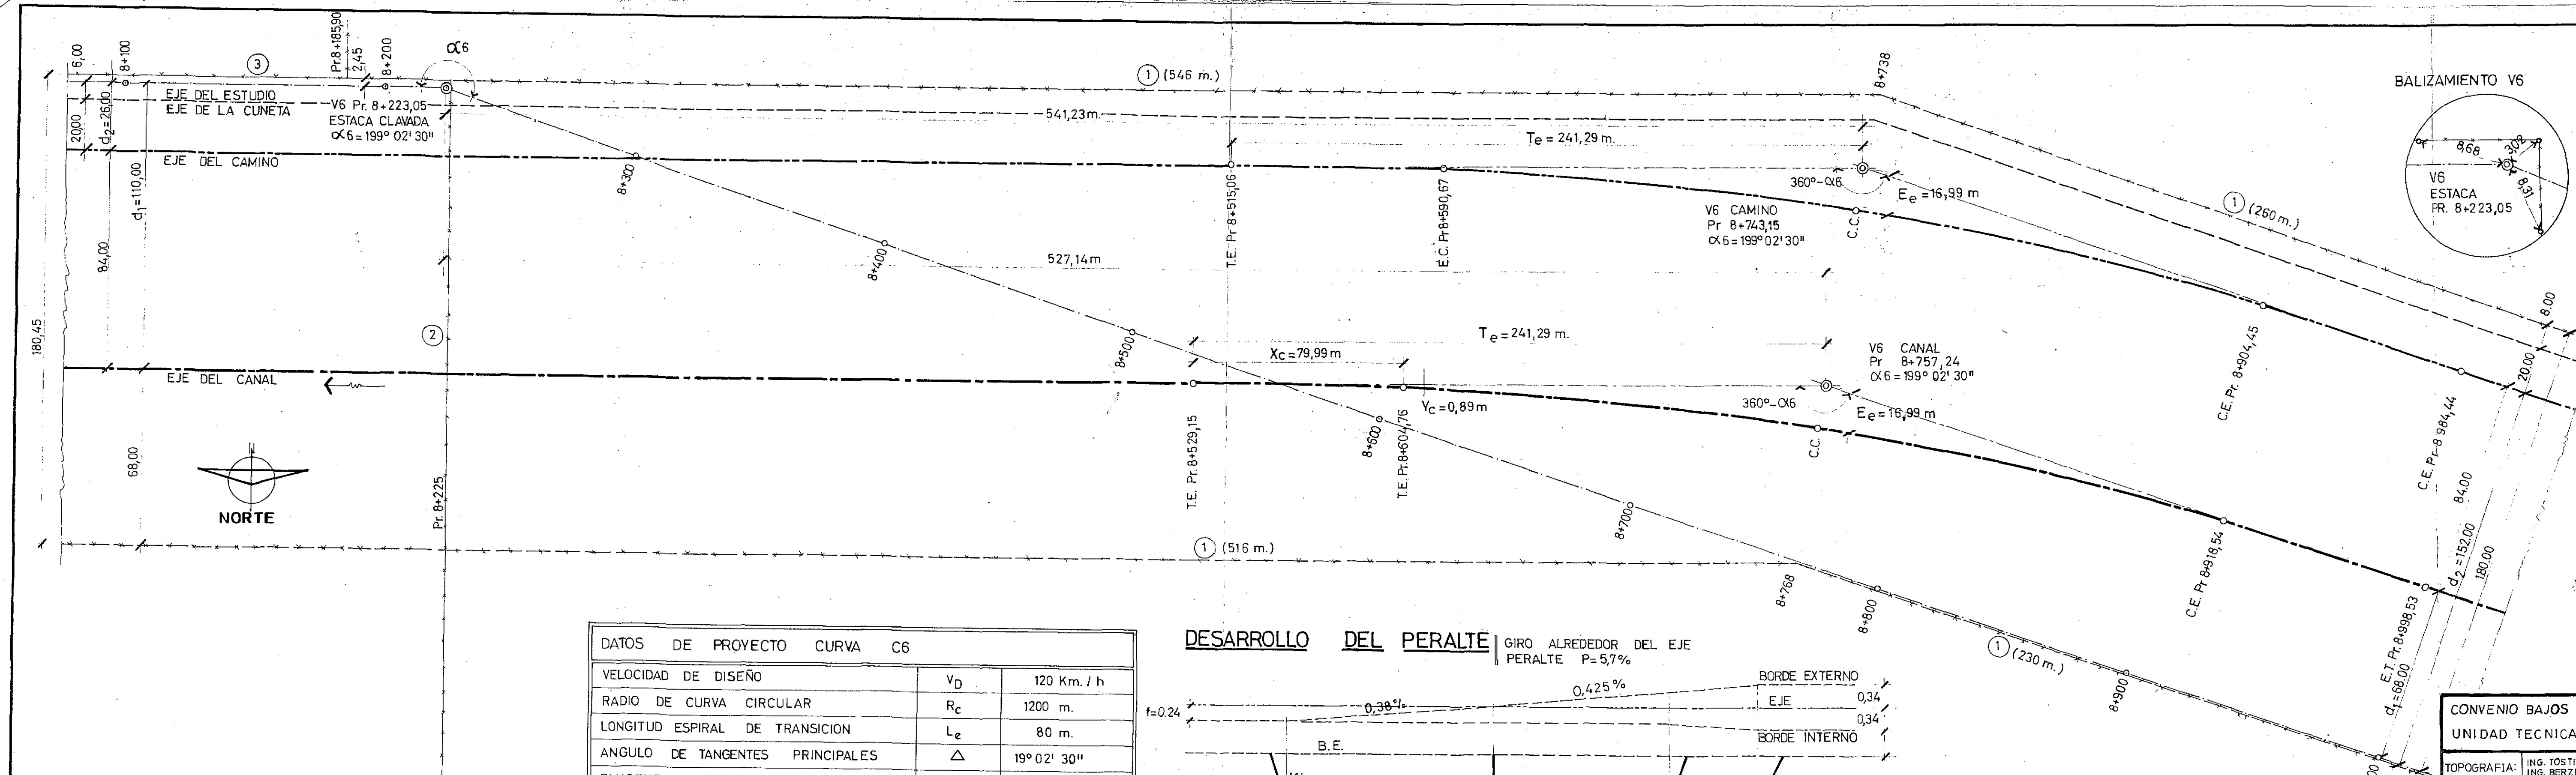 6,00
8+100
3
Pr.8+185,90
2,45
8+200
α6
1 (546 m.)
8+738
BALIZAMIENTO V6
EJE DEL ESTUDIO
EJE DE LA CUNETA
V6 Pr. 8+223,05
ESTACA CLAVADA
α6=199° 02' 30"
541,23m.
20,00
d2=26,00
EJE DEL CAMINO
Te = 241,29 m.
8,68
3,02
8,31
V6
ESTACA
PR. 8+223,05
d1=110,00
84,00
8+300
8+400
527,14m
T.E. Pr 8+515,06
E.C. Pr 8+590,67
360°-α6
Ee =16,99 m
V6 CAMINO
Pr 8+743,15
α6=199° 02' 30"
C.C.
1 (260m.)
180,45
2
8+500
Xc=79,99m
Te=241,29 m.
V6 CANAL
Pr 8+757,24
α6=199° 02' 30"
C.E. Pr. 8+904,45
8.00
20.00
EJE DEL CANAL
360°-α6
Ee=16,99 m
Yc=0,89m
C.C.
C.E. Pr-8 984,44
84.00
68,00
NORTE
Pr. 8+225
T.E. Pr. 8+529,15
8+600
T.E. Pr.8+604,76
8+700
C.E. Pr 8+918,54
d2 =152.00
180.00
1 (516 m.)
8+768
8+800
1 (230m.)
8+900
E.T. Pr.8+998,53
d1=68.00
DATOS DE PROYECTO CURVA C6
VELOCIDAD DE DISEÑO VD 120 Km. / h
RADIO DE CURVA CIRCULAR Rc 1200 m.
LONGITUD ESPIRAL DE TRANSICION Le 80 m.
ANGULO DE TANGENTES PRINCIPALES △ 19° 02' 30"
DESARROLLO DEL PERALTE
GIRO ALREDEDOR DEL EJE
PERALTE P=5,7%
f=0.24
0,38%
0,425%
BORDE EXTERNO
EJE
0,34
0,34
BORDE INTERNO
B.E.
CONVENIO BAJOS
UNIDAD TECNICA
TOPOGRAFIA: